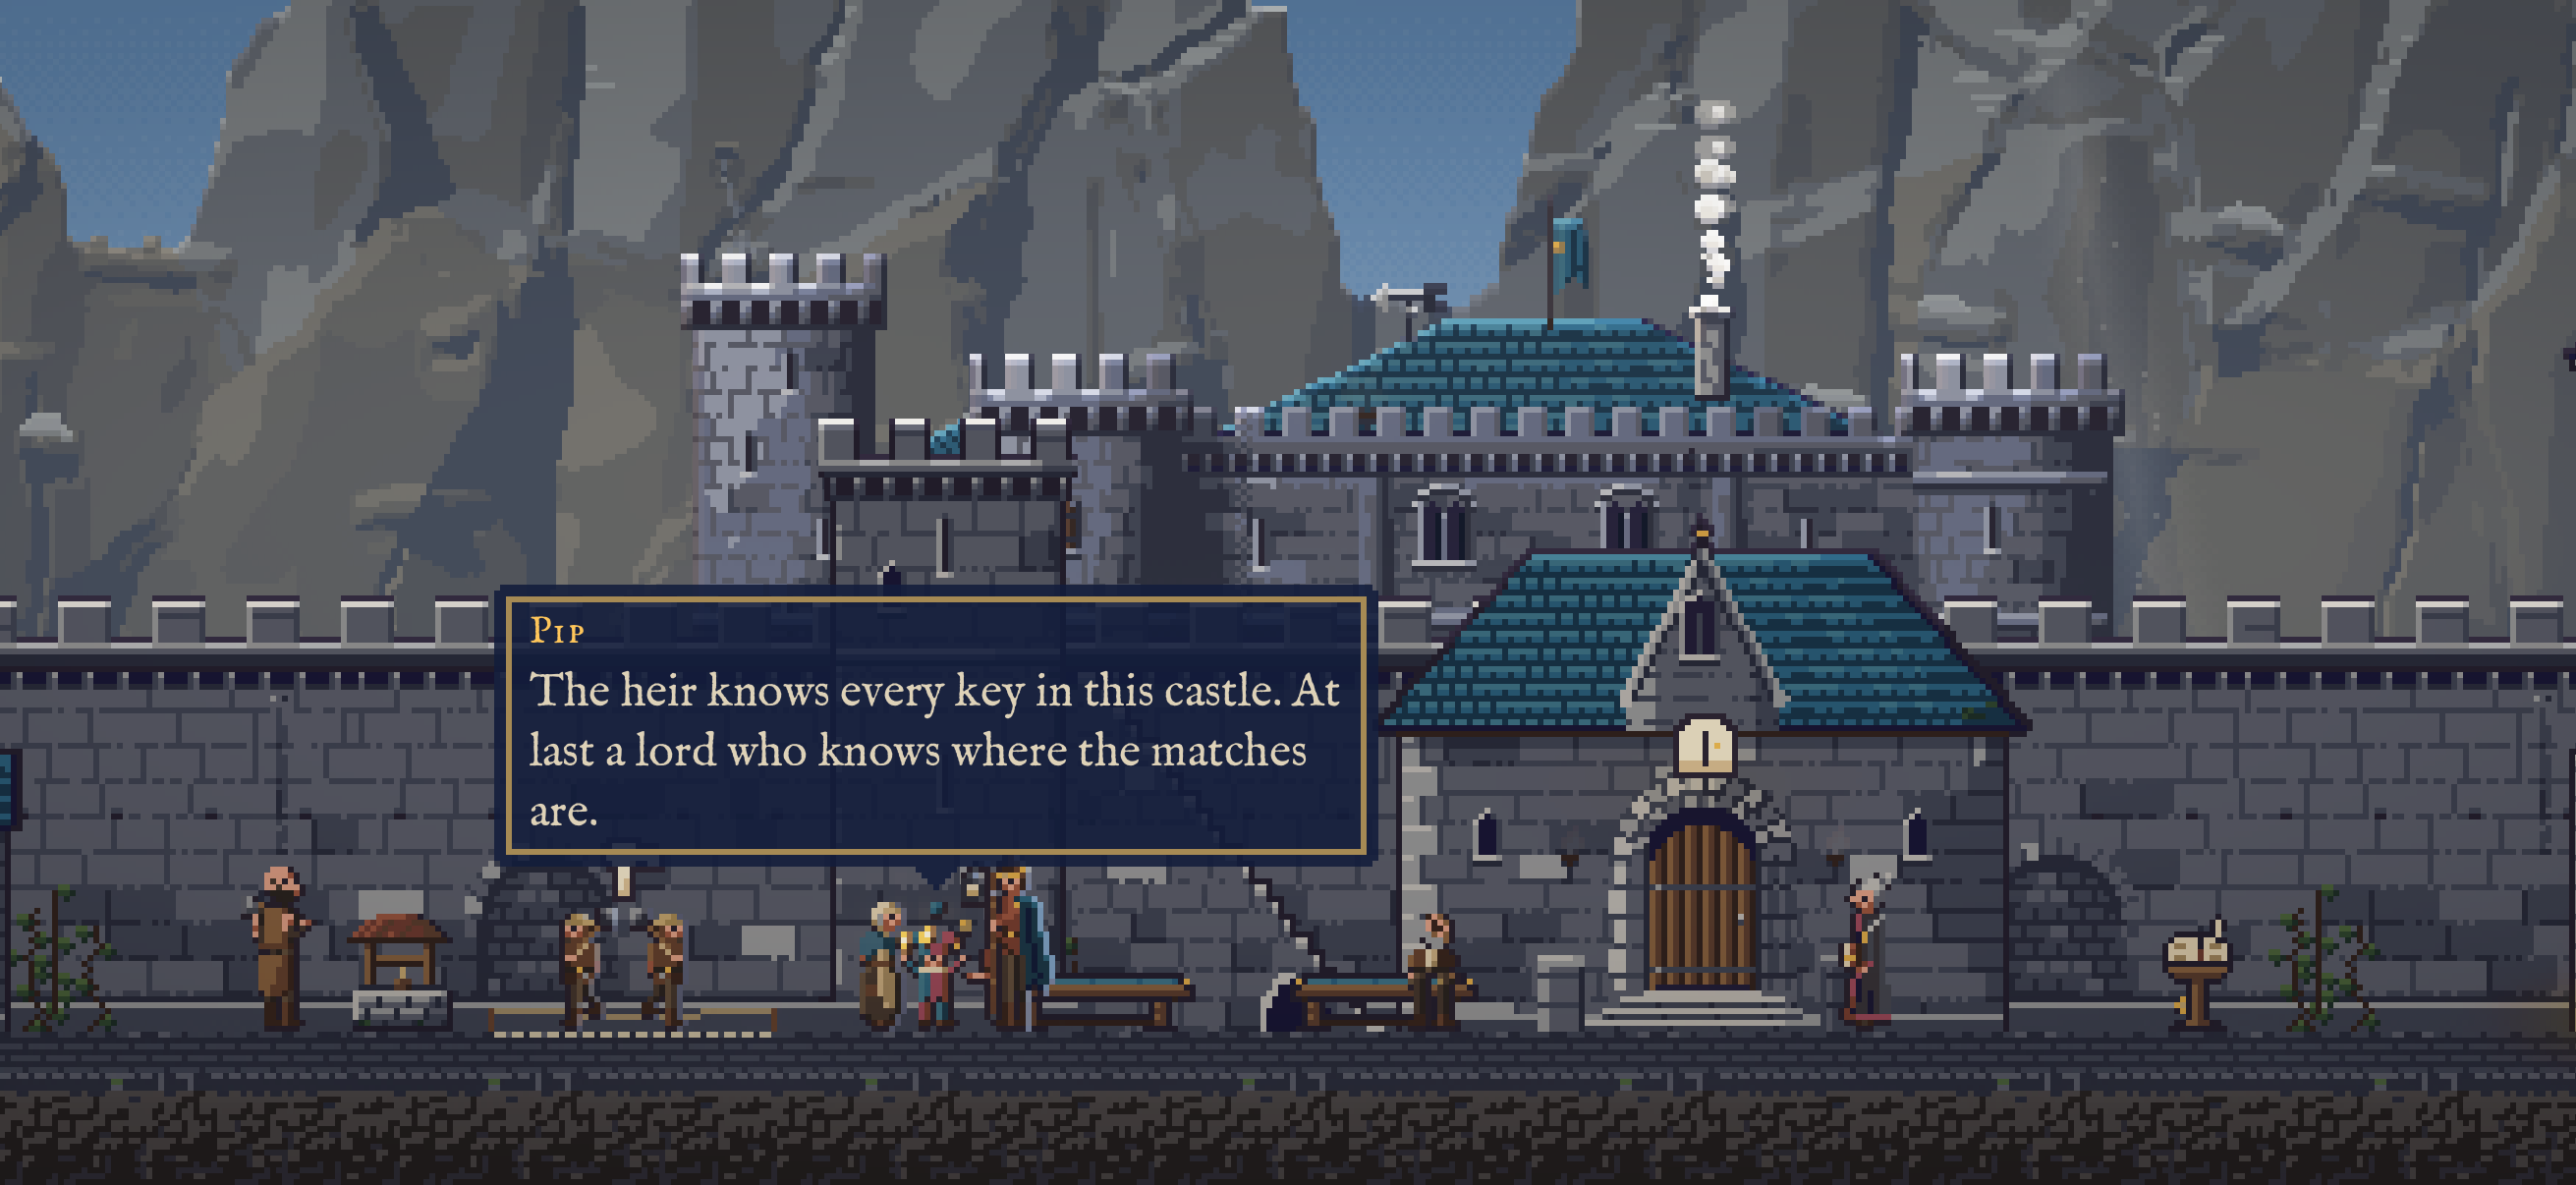 Pip
The heir knows every key in this castle. At
last a lord who knows where the matches
are.